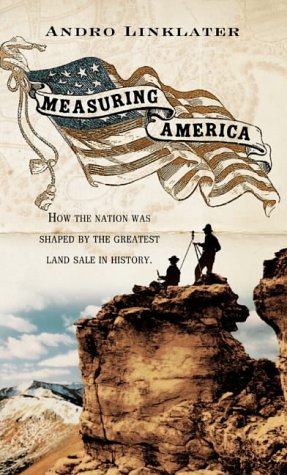 ANDRO LINKLATER
MEASURING
AMERICA
HOW THE NATION WAS
SHAPED BY THE GREATEST
LAND SALE IN HISTORY.